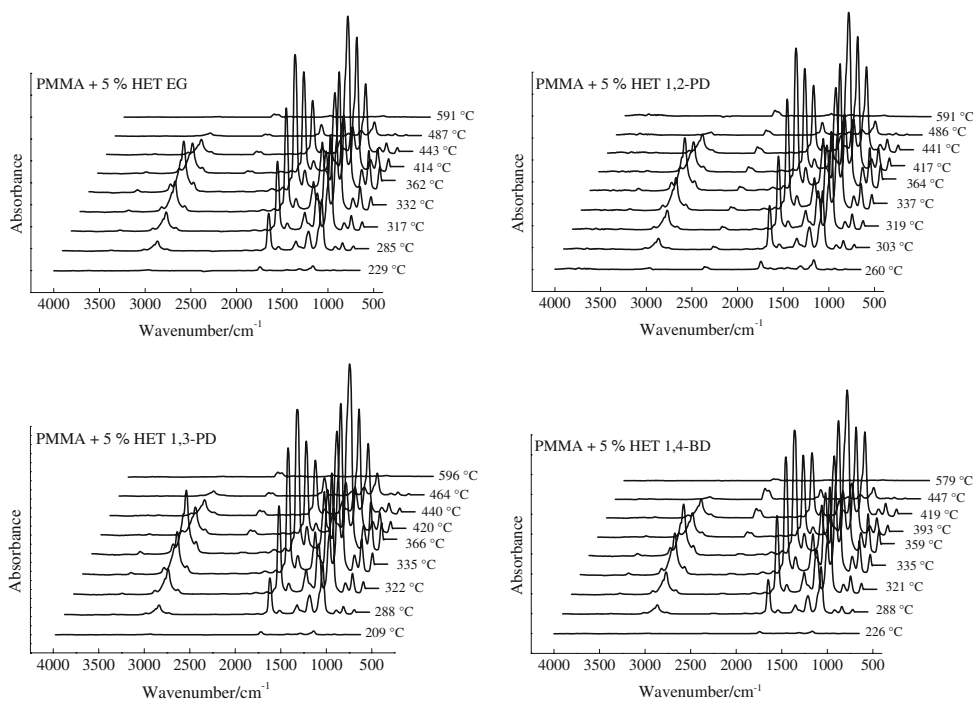 PMMA + 5 % HET EG
591 °C
487 °C
443 °C
414 °C
362 °C
332 °C
317 °C
285 °C
229 °C
Absorbance
4000 3500 3000 2500 2000 1500 1000 500
Wavenumber/cm-1
PMMA + 5 % HET 1,2-PD
591 °C
486 °C
441 °C
417 °C
364 °C
337 °C
319 °C
303 °C
260 °C
Absorbance
4000 3500 3000 2500 2000 1500 1000 500
Wavenumber/cm-1
PMMA + 5 % HET 1,3-PD
596 °C
464 °C
440 °C
420 °C
366 °C
335 °C
322 °C
288 °C
209 °C
Absorbance
4000 3500 3000 2500 2000 1500 1000 500
Wavenumber/cm-1
PMMA + 5 % HET 1,4-BD
579 °C
447 °C
419 °C
393 °C
359 °C
335 °C
321 °C
288 °C
226 °C
Absorbance
4000 3500 3000 2500 2000 1500 1000 500
Wavenumber/cm-1